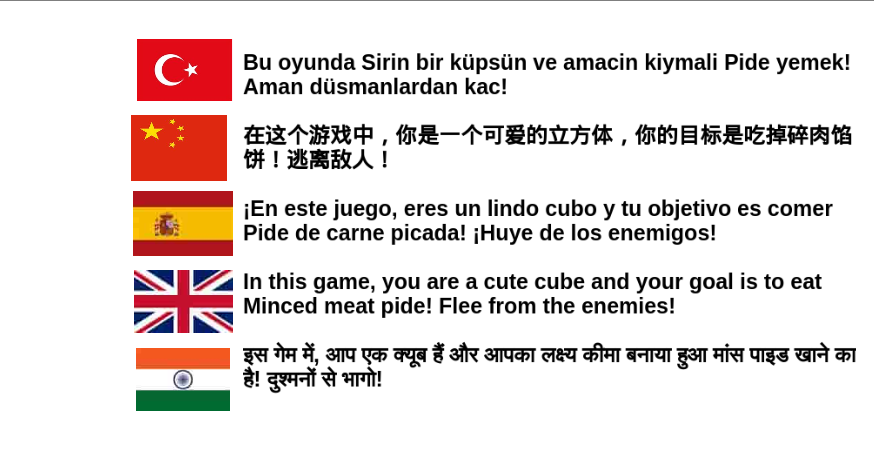 Bu oyunda Sirin bir küpsün ve amacin kiymali Pide yemek!
Aman düsmanlardan kac!
在这个游戏中，你是一个可爱的立方体，你的目标是吃掉碎肉馅
饼！逃离敌人！
¡En este juego, eres un lindo cubo y tu objetivo es comer
Pide de carne picada! ¡Huye de los enemigos!
In this game, you are a cute cube and your goal is to eat
Minced meat pide! Flee from the enemies!
इस गेम में, आप एक क्यूब हैं और आपका लक्ष्य कीमा बनाया हुआ मांस पाइड खाने का
है! दुश्मनों से भागो!